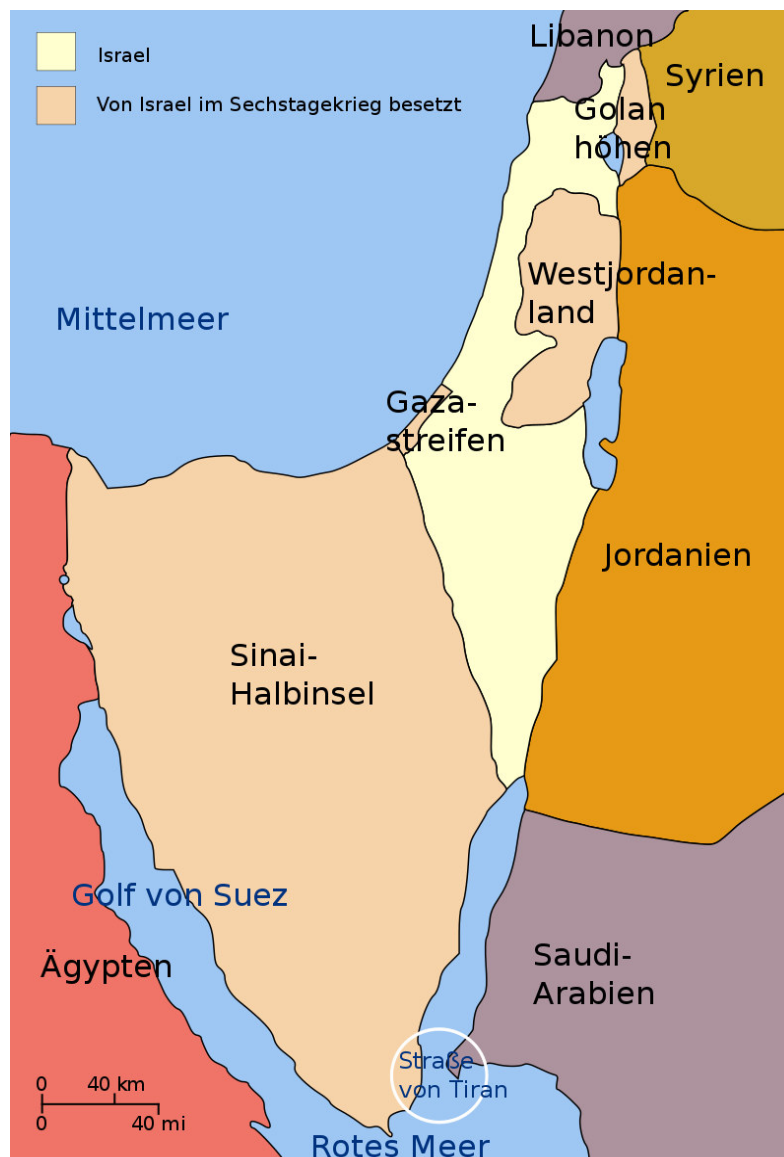 Israel
Von Israel im Sechstagekrieg besetzt
Libanon
Syrien
Golan
höhen
Westjordan-
land
Mittelmeer
Gaza-
streifen
Jordanien
Sinai-
Halbinsel
Golf von Suez
Ägypten
Saudi-
Arabien
Straße
von Tiran
0 40 km
0 40 mi
Rotes Meer